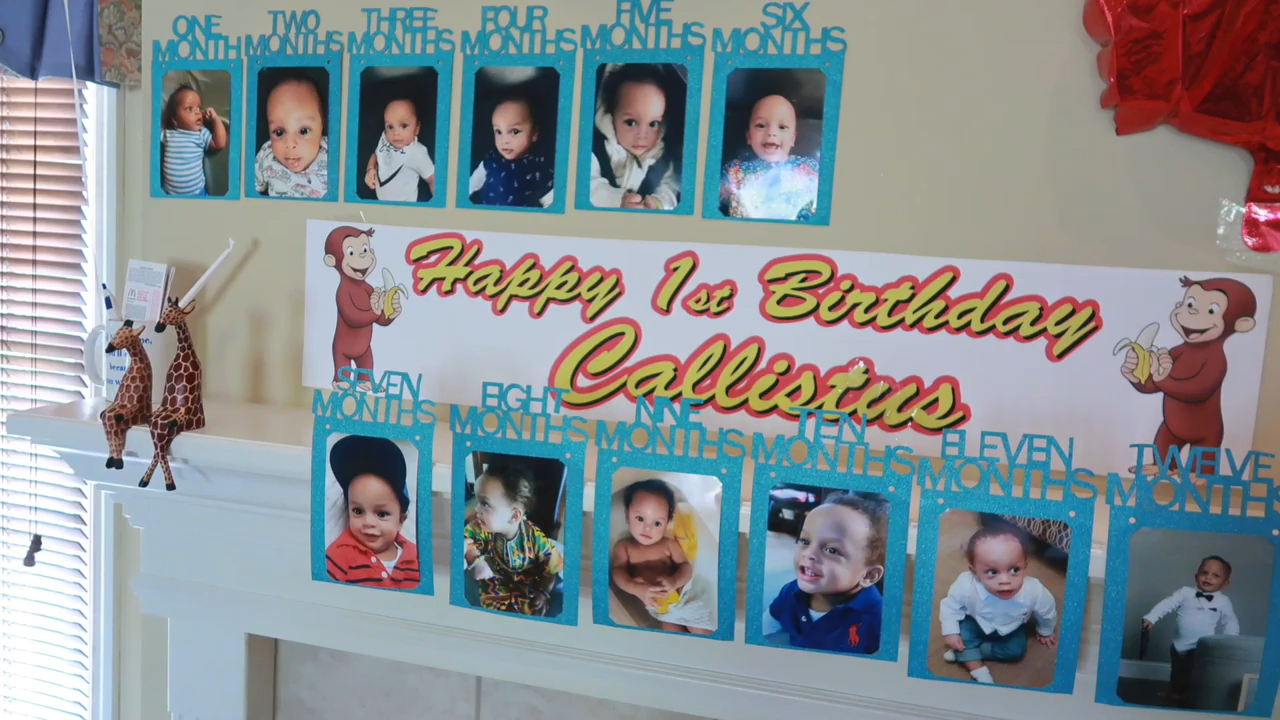 ONE
MONTH
TWO
MONTHS
THREE
MONTHS
FOUR
MONTHS
FIVE
MONTHS
SIX
MONTHS
Happy 1st Birthday
Callistus
SEVEN
MONTHS
EIGHT
MONTHS
NINE
MONTHS
TEN
MONTHS
ELEVEN
MONTHS
TWELVE
MONTHS